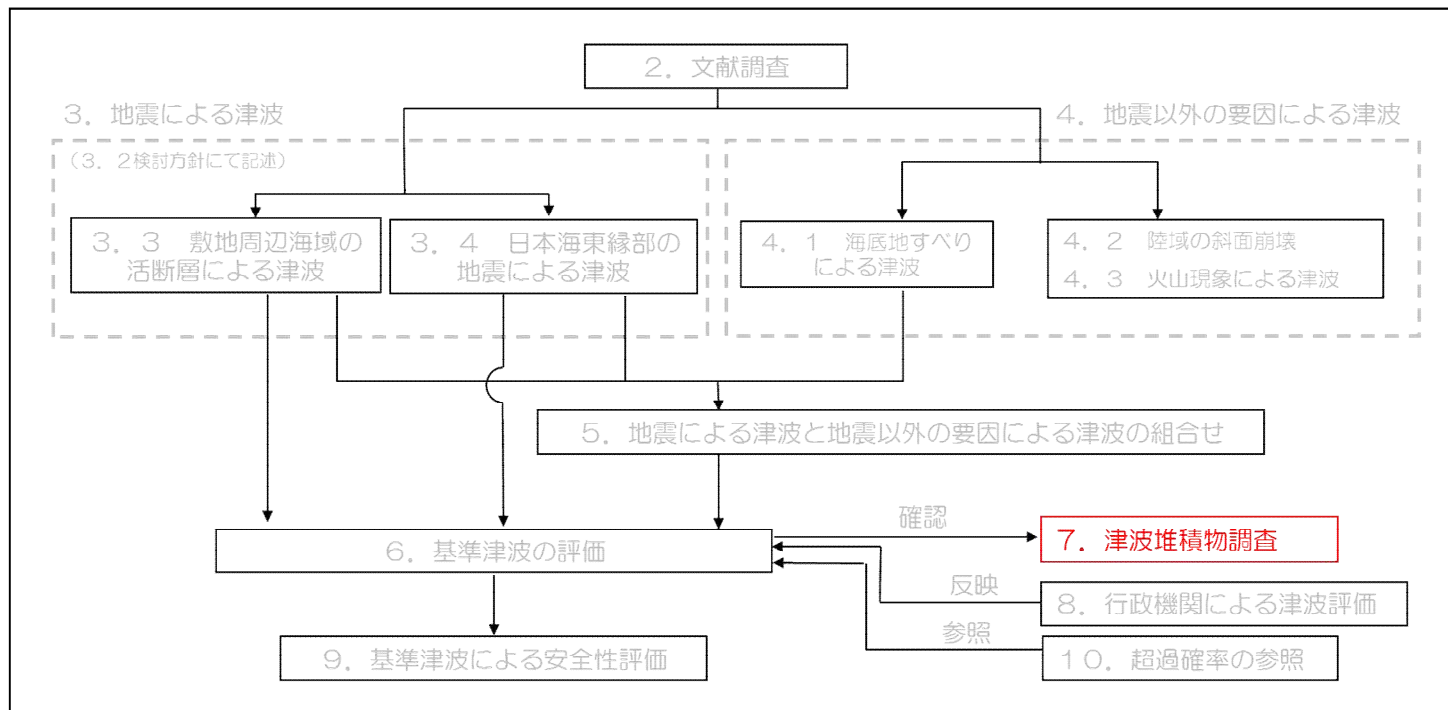 ２．文献調査
３．地震による津波
４．地震以外の要因による津波
（３．２検討方針にて記述）
３．３　敷地周辺海域の
活断層による津波
３．４　日本海東縁部の
地震による津波
４．１　海底地すべり
による津波
４．２　陸域の斜面崩壊
４．３　火山現象による津波
５．地震による津波と地震以外の要因による津波の組合せ
確認
６．基準津波の評価
７．津波堆積物調査
反映
８．行政機関による津波評価
参照
９．基準津波による安全性評価
１０．超過確率の参照